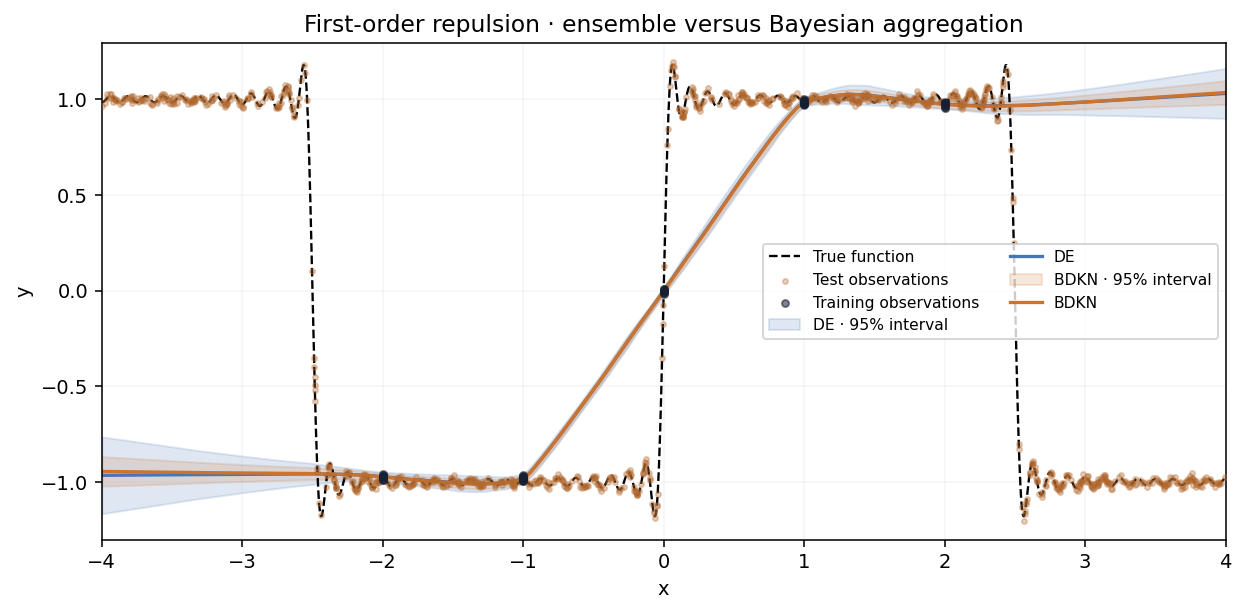 First-order repulsion · ensemble versus Bayesian aggregation
y
1.0
0.5
0.0
−0.5
−1.0
True function
Test observations
Training observations
DE · 95% interval
DE
BDKN · 95% interval
BDKN
−4 −3 −2 −1 0 1 2 3 4
x